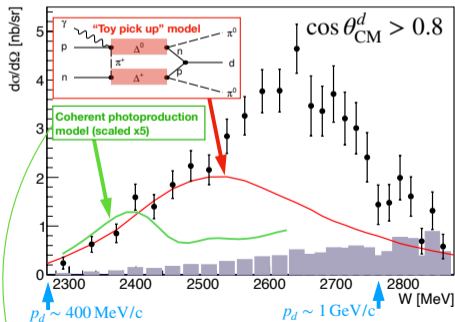 dσ/dΩ [nb/sr]
5
4
3
2
1
0
"Toy pick up" model
γ
p
n
Δ⁰
π⁺
Δ⁺
n
p
π⁰
d
π⁰
cos θ^d_CM > 0.8
Coherent photoproduction
model (scaled x5)
2300 2400 2500 2600 2700 2800
W [MeV]
p_d ~ 400 MeV/c
p_d ~ 1 GeV/c